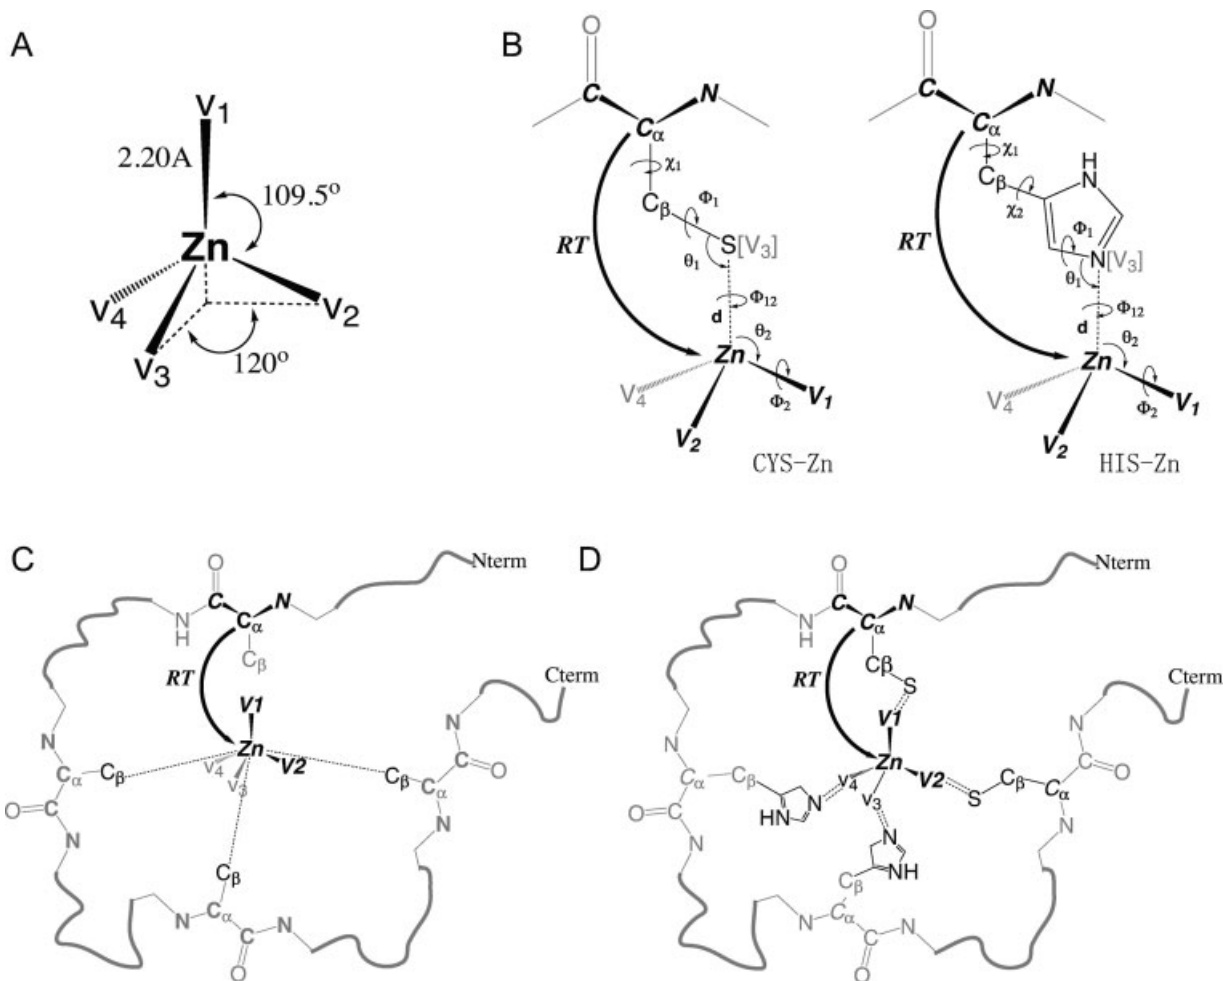 A
V1
2.20A
109.5º
Zn
V4
V2
V3
120º
B
O
C
N
Cα
χ1
Cβ
Φ1
RT
S[V3]
θ1
Φ12
d
θ2
Zn
V4
Φ2
V1
V2
CYS-Zn
O
C
N
Cα
χ1
H
N
Cβ
χ2
Φ1
RT
N[V3]
θ1
Φ12
d
θ2
Zn
V4
Φ2
V1
V2
HIS-Zn
C
Nterm
O
C
N
N
H
Cα
Cβ
RT
Cterm
V1
N
N
Zn
V2
V4
V3
Cα
Cβ
Cβ
Cα
C
O
O
C
N
N
Cβ
N
Cα
C
N
O
D
Nterm
O
C
N
N
H
Cα
Cβ
RT
S
Cterm
V1
N
N
Zn
V2
V4
V3
Cα
Cβ
S
Cβ
Cα
C
O
O
C
HN
N
N
N
N
NH
Cβ
N
Cα
C
N
O